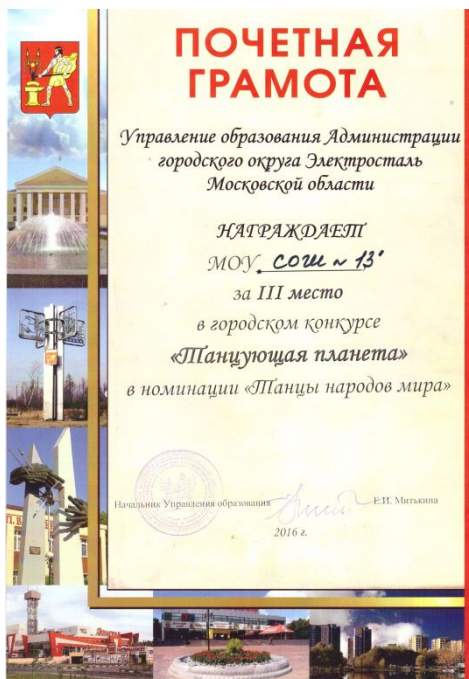 ПОЧЕТНАЯ
ГРАМОТА
Управление образования Администрации
городского округа Электросталь
Московской области
НАГРАЖДАЕТ
МОУ СОШ № 13
за III место
в городском конкурсе
«Танцующая планета»
в номинации «Танцы народов мира»
Начальник Управления образования Е.И. Митькина
2016 г.